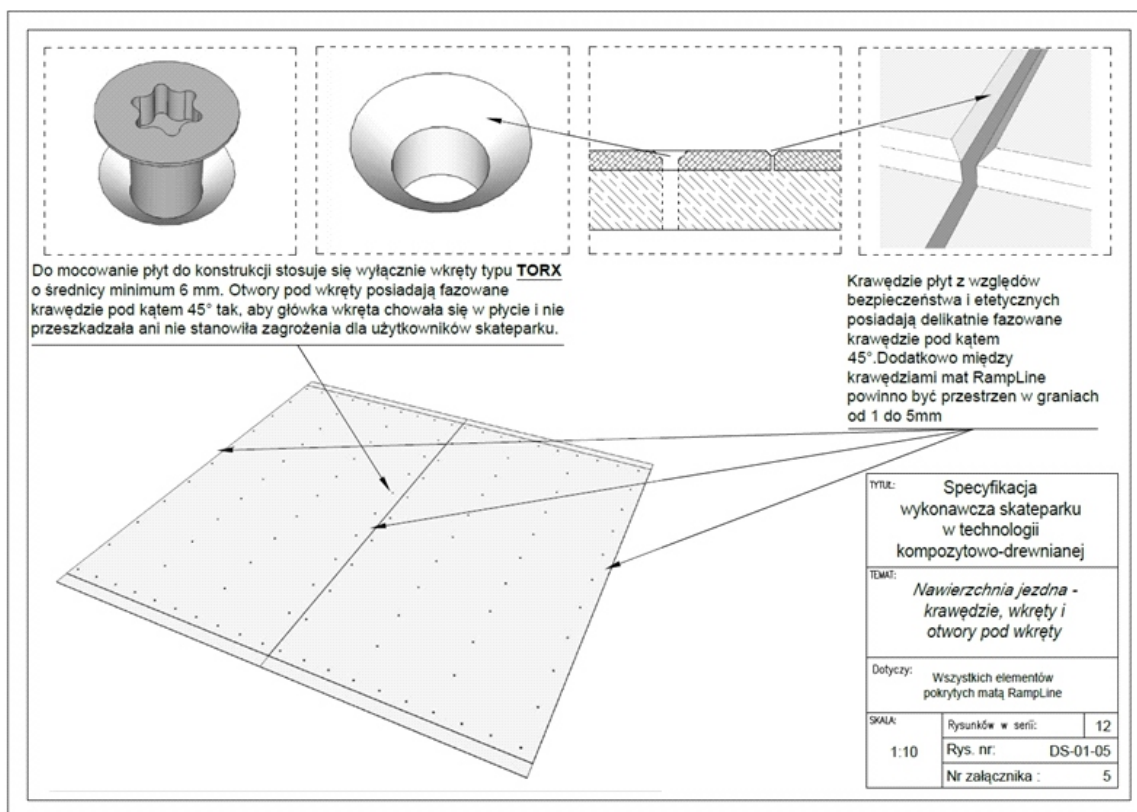 Do mocowanie płyt do konstrukcji stosuje się wyłącznie wkręty typu TORX
o średnicy minimum 6 mm. Otwory pod wkręty posiadają fazowane
krawędzie pod kątem 45° tak, aby główka wkręta chowała się w płycie i nie
przeszkadzała ani nie stanowiła zagrożenia dla użytkowników skateparku.
Krawędzie płyt z względów
bezpieczeństwa i etetycznych
posiadają delikatnie fazowane
krawędzie pod kątem
45°.Dodatkowo między
krawędziami mat RampLine
powinno być przestrzen w graniach
od 1 do 5mm
TYTUŁ:
Specyfikacja
wykonawcza skateparku
w technologii
kompozytowo-drewnianej
TEMAT:
Nawierzchnia jezdna -
krawędzie, wkręty i
otwory pod wkręty
Dotyczy:
Wszystkich elementów
pokrytych matą RampLine
SKALA:
1:10
Rysunków w serii: 12
Rys. nr: DS-01-05
Nr załącznika : 5